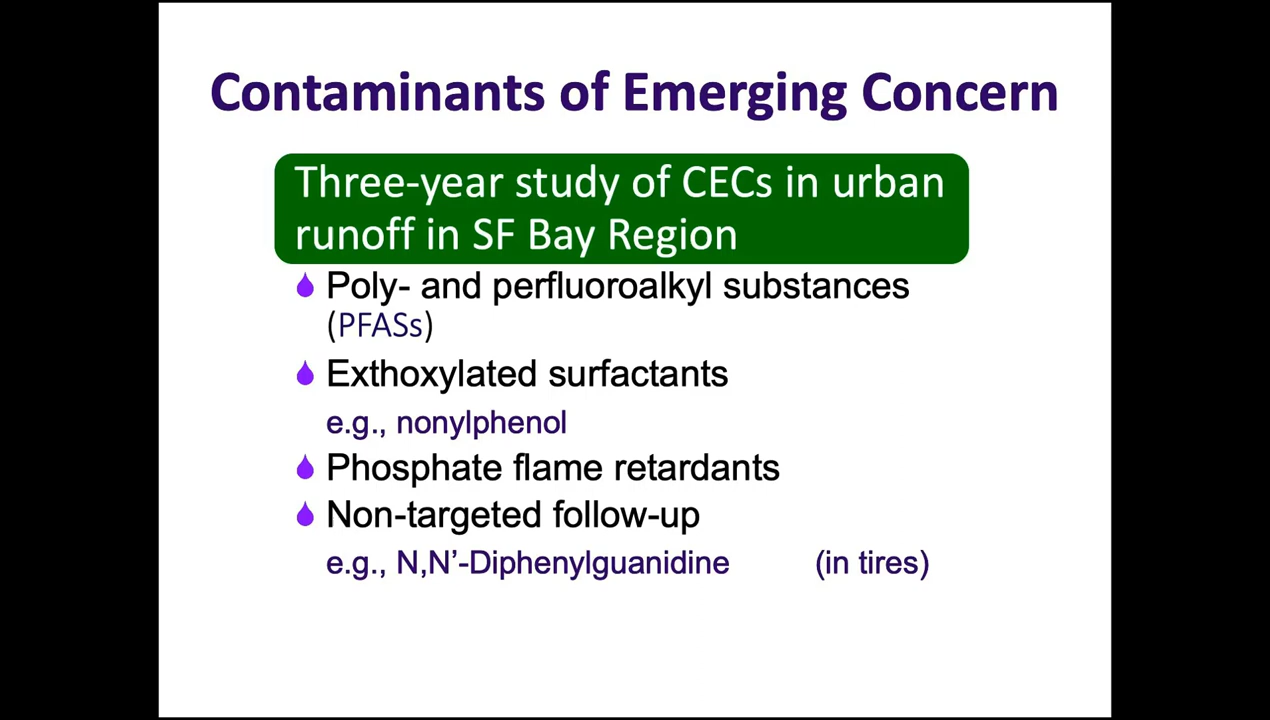 Contaminants of Emerging Concern
Three-year study of CECs in urban
runoff in SF Bay Region
Poly- and perfluoroalkyl substances
(PFASs)
Exthoxylated surfactants
e.g., nonylphenol
Phosphate flame retardants
Non-targeted follow-up
e.g., N,N’-Diphenylguanidine (in tires)